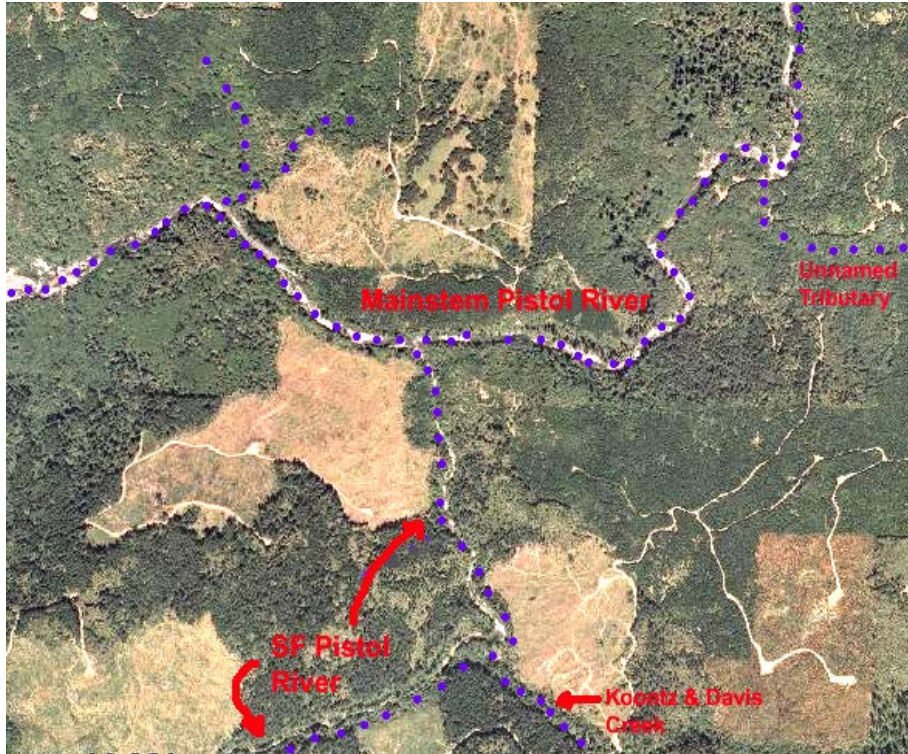 Unnamed
Tributary
Mainstem Pistol River
SF Pistol
River
Koontz & Davis
Creek